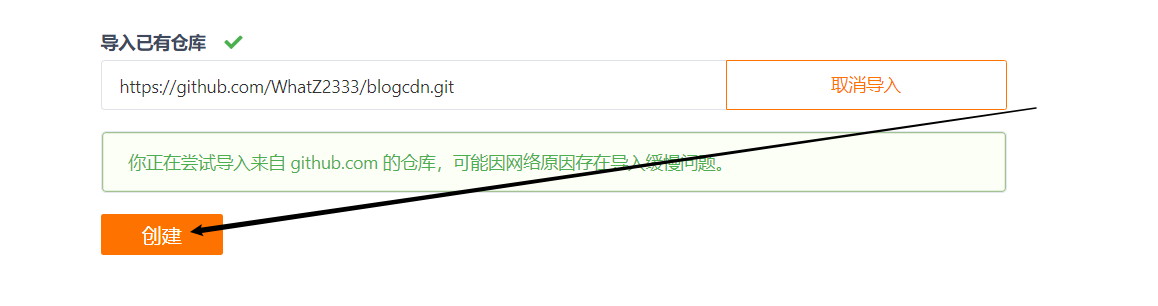 导入已有仓库
https://github.com/WhatZ2333/blogcdn.git
取消导入
你正在尝试导入来自 github.com 的仓库，可能因网络原因存在导入缓慢问题。
创建